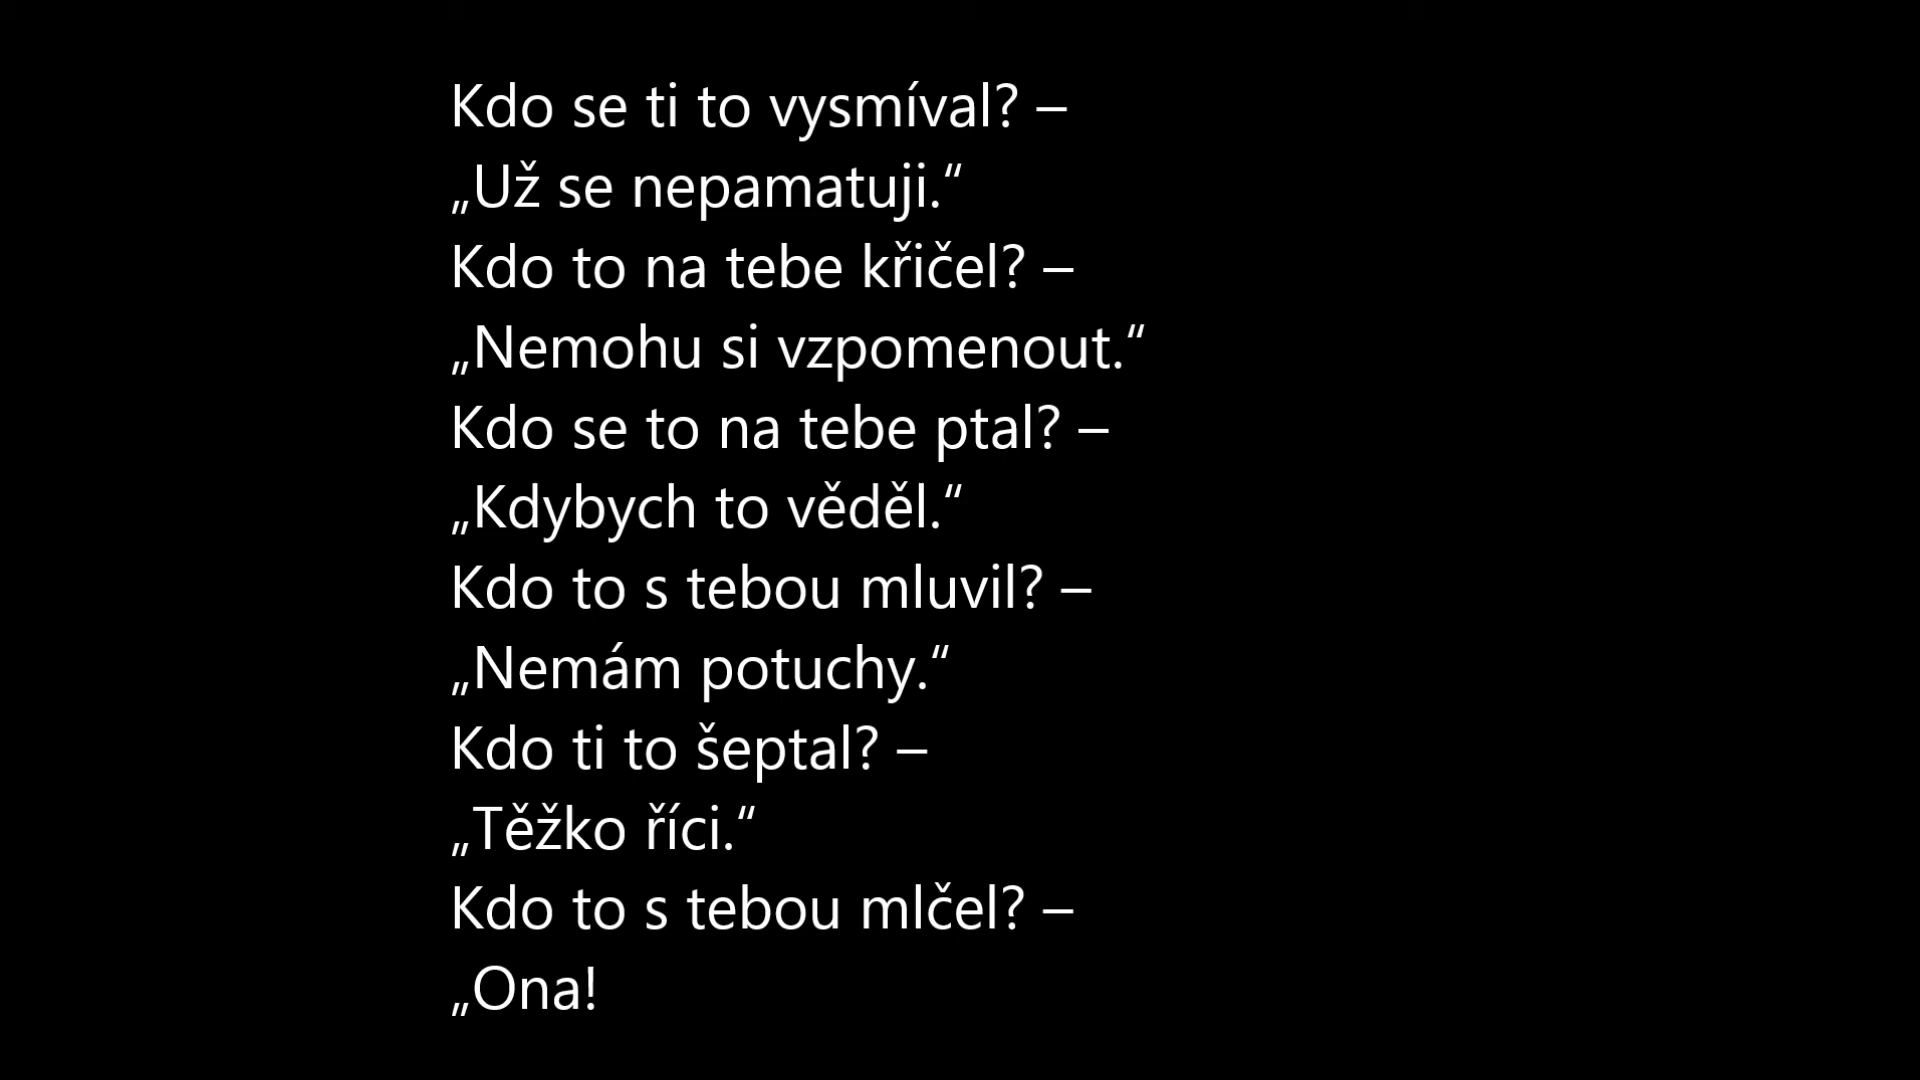 Kdo se ti to vysmíval? –
„Už se nepamatuji.“
Kdo to na tebe křičel? –
„Nemohu si vzpomenout.“
Kdo se to na tebe ptal? –
„Kdybych to věděl.“
Kdo to s tebou mluvil? –
„Nemám potuchy.“
Kdo ti to šeptal? –
„Těžko říci.“
Kdo to s tebou mlčel? –
„Ona!